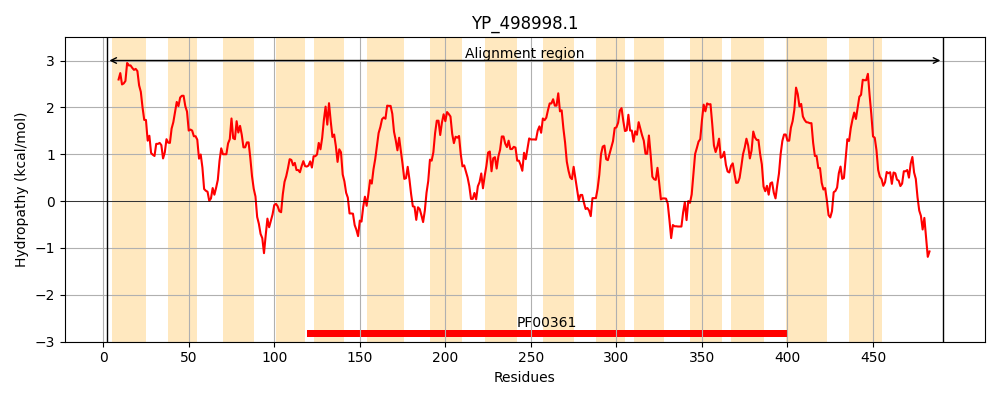 YP_498998.1
Alignment region
Hydropathy (kcal/mol)
3
2
1
0
−1
−2
−3
PF00361
0 50 100 150 200 250 300 350 400 450
Residues